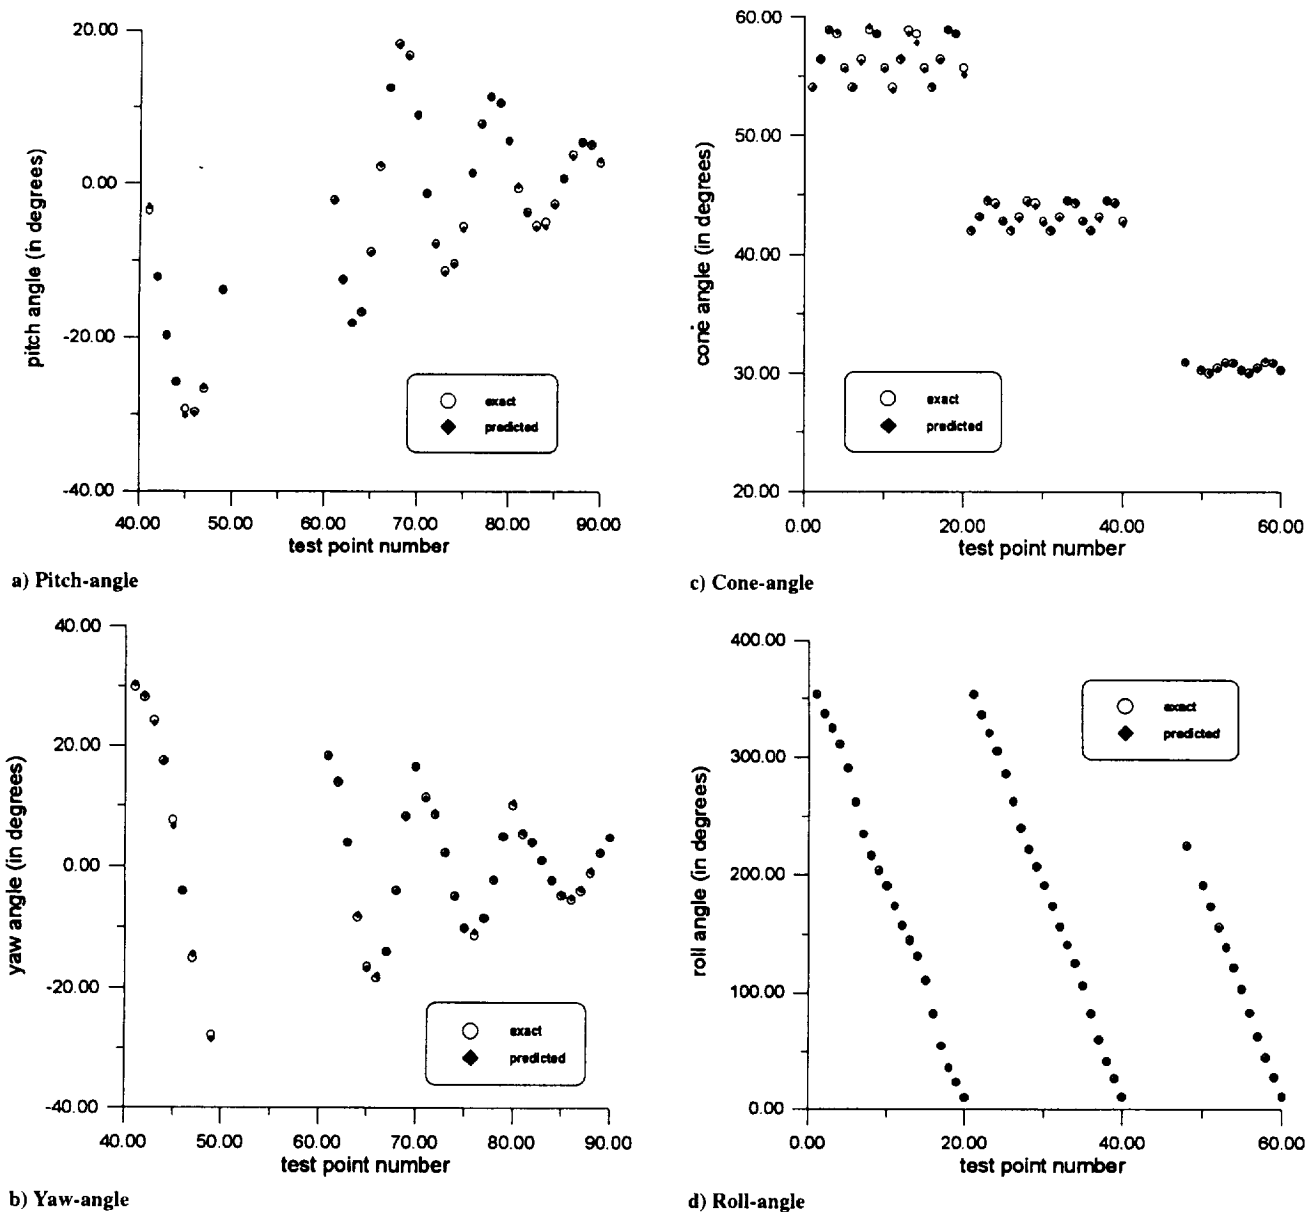 20.00
0.00
-20.00
-40.00
pitch angle (in degrees)
exact
predicted
40.00 50.00 60.00 70.00 80.00 90.00
test point number
a) Pitch-angle
40.00
20.00
0.00
-20.00
-40.00
yaw angle (in degrees)
exact
predicted
40.00 50.00 60.00 70.00 80.00 90.00
test point number
b) Yaw-angle
60.00
50.00
40.00
30.00
20.00
cone angle (in degrees)
exact
predicted
0.00 20.00 40.00 60.00
test point number
c) Cone-angle
400.00
300.00
200.00
100.00
0.00
roll angle (in degrees)
exact
predicted
0.00 20.00 40.00 60.00
test point number
d) Roll-angle